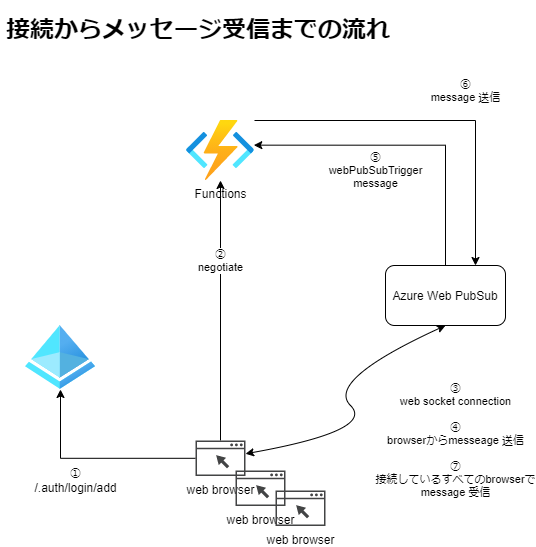 接続からメッセージ受信までの流れ
⑥
message 送信
⑤
webPubSubTrigger
message
Functions
②
negotiate
Azure Web PubSub
③
web socket connection
④
browserからmesseage 送信
⑦
接続しているすべてのbrowserで
message 受信
①
/.auth/login/add
web browser
web browser
web browser